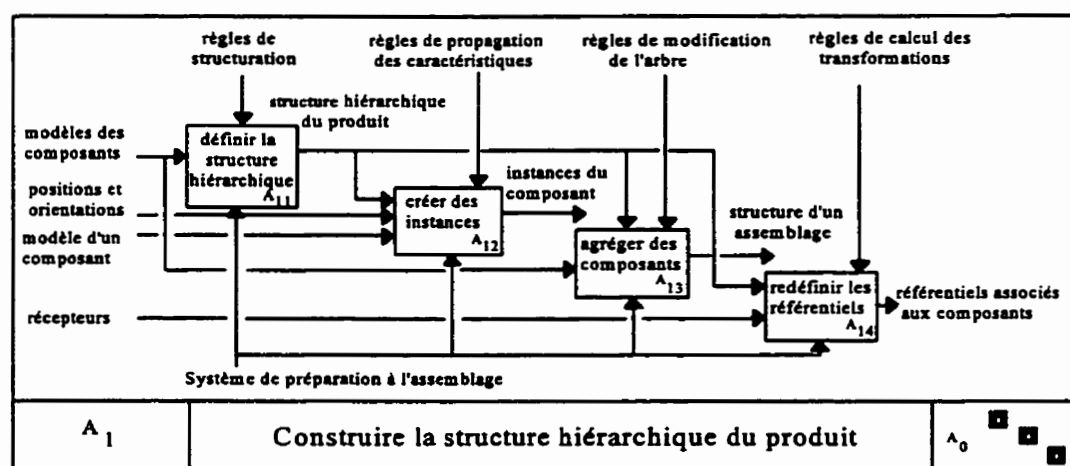 règles de
structuration
règles de propagation
des caractéristiques
règles de modification
de l'arbre
règles de calcul des
transformations
structure hiérarchique
du produit
modèles des
composants
définir la
structure
hiérarchique
A11
instances du
composant
positions et
orientations
créer des
instances
A12
structure d'un
assemblage
modèle d'un
composant
agréger des
composants
A13
redéfinir les
référentiels
A14
référentiels associés
aux composants
récepteurs
Système de préparation à l'assemblage
A1
Construire la structure hiérarchique du produit
A0